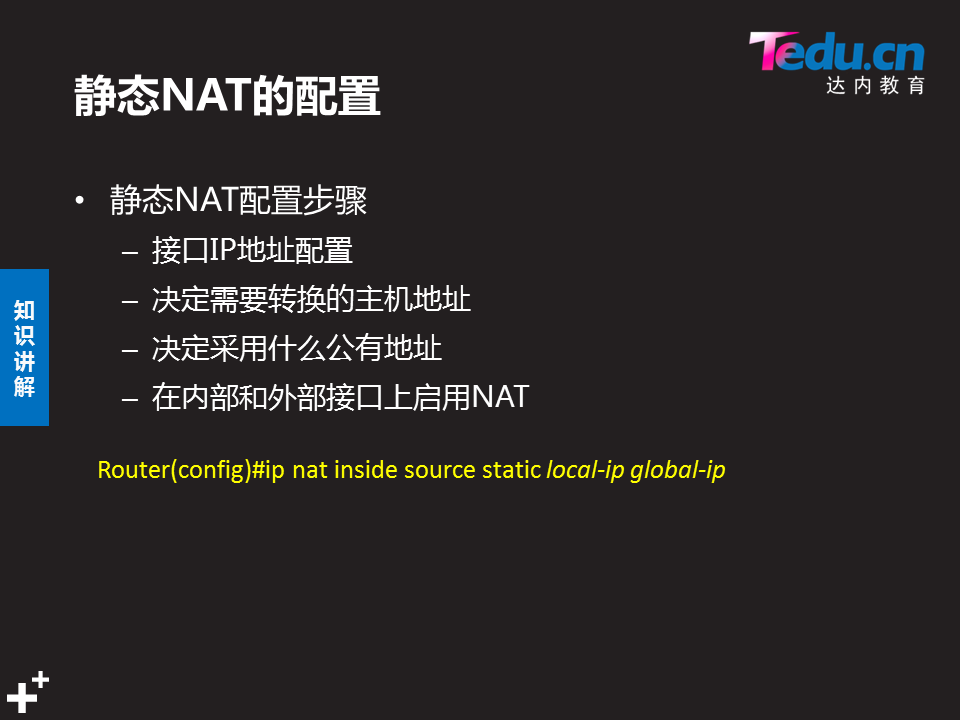 Tedu.cn
达内教育
静态NAT的配置
• 静态NAT配置步骤
– 接口IP地址配置
– 决定需要转换的主机地址
– 决定采用什么公有地址
– 在内部和外部接口上启用NAT
知识讲解
Router(config)#ip nat inside source static local-ip global-ip